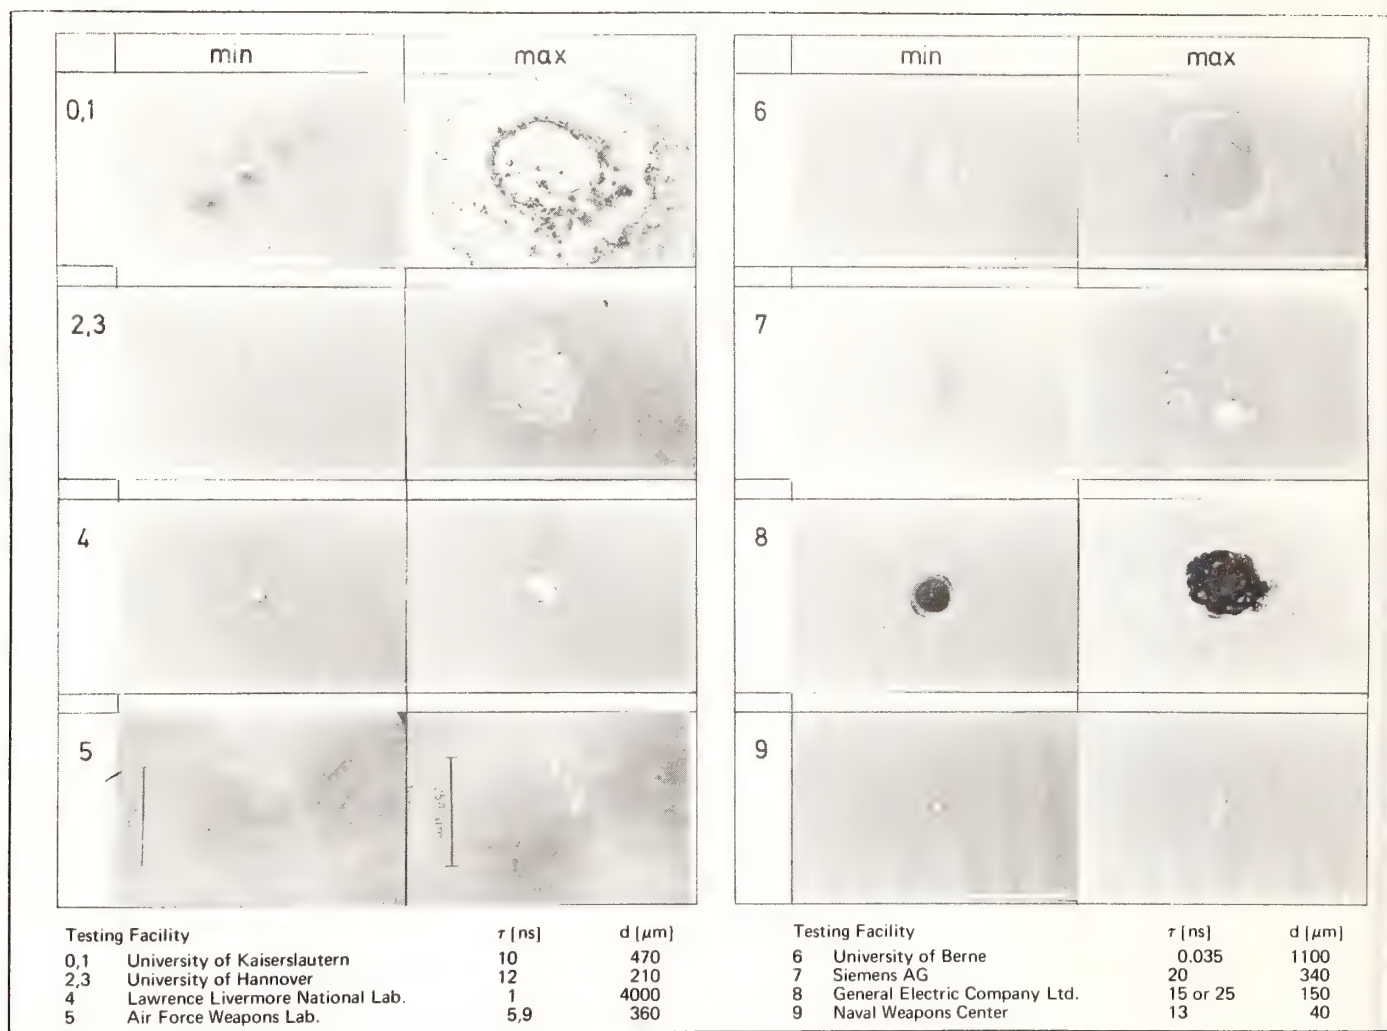 min max
0,1
2,3
4
5
min max
6
7
8
9
Testing Facility τ [ns] d [μm]
0,1 University of Kaiserslautern 10 470
2,3 University of Hannover 12 210
4 Lawrence Livermore National Lab. 1 4000
5 Air Force Weapons Lab. 5,9 360
Testing Facility τ [ns] d [μm]
6 University of Berne 0.035 1100
7 Siemens AG 20 340
8 General Electric Company Ltd. 15 or 25 150
9 Naval Weapons Center 13 40